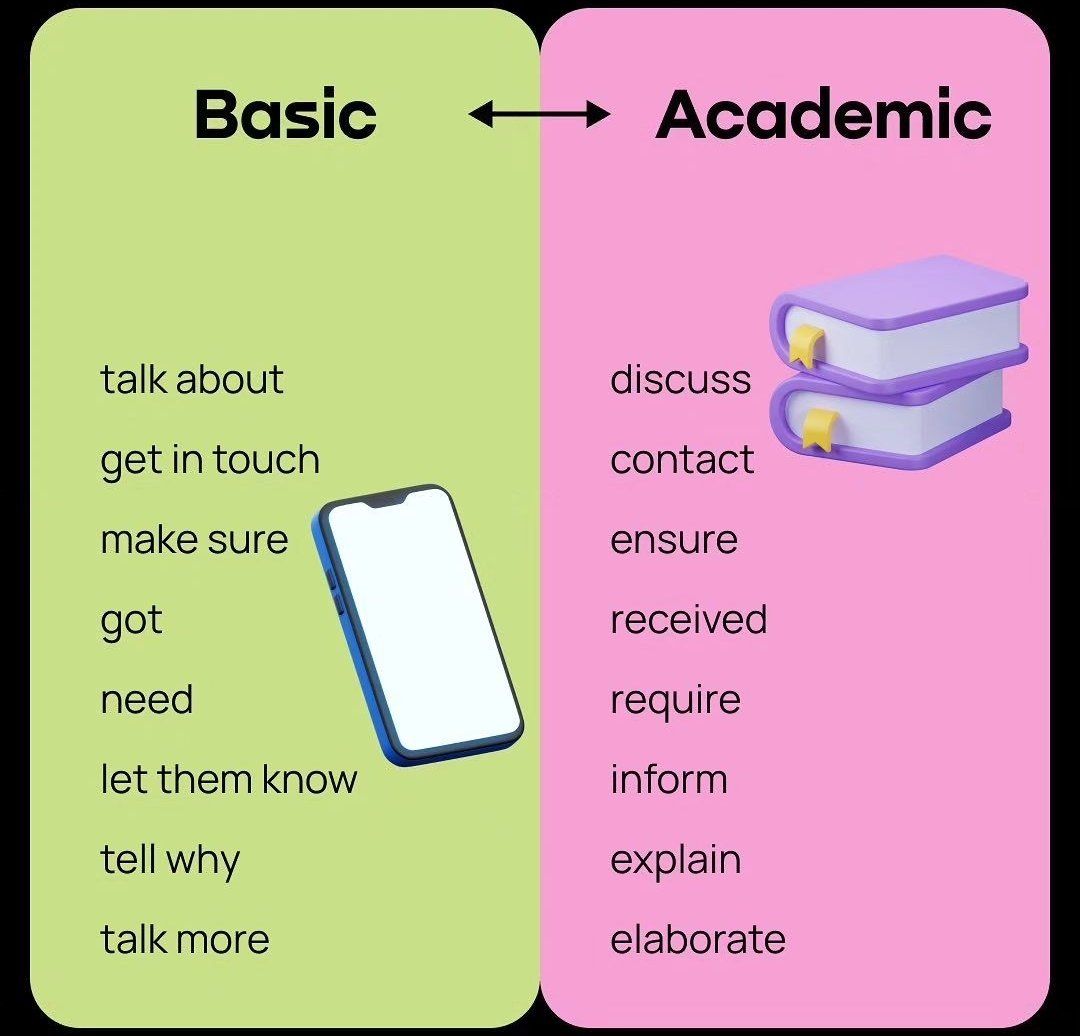 Basic
Academic
talk about
discuss
get in touch
contact
make sure
ensure
got
received
need
require
let them know
inform
tell why
explain
talk more
elaborate